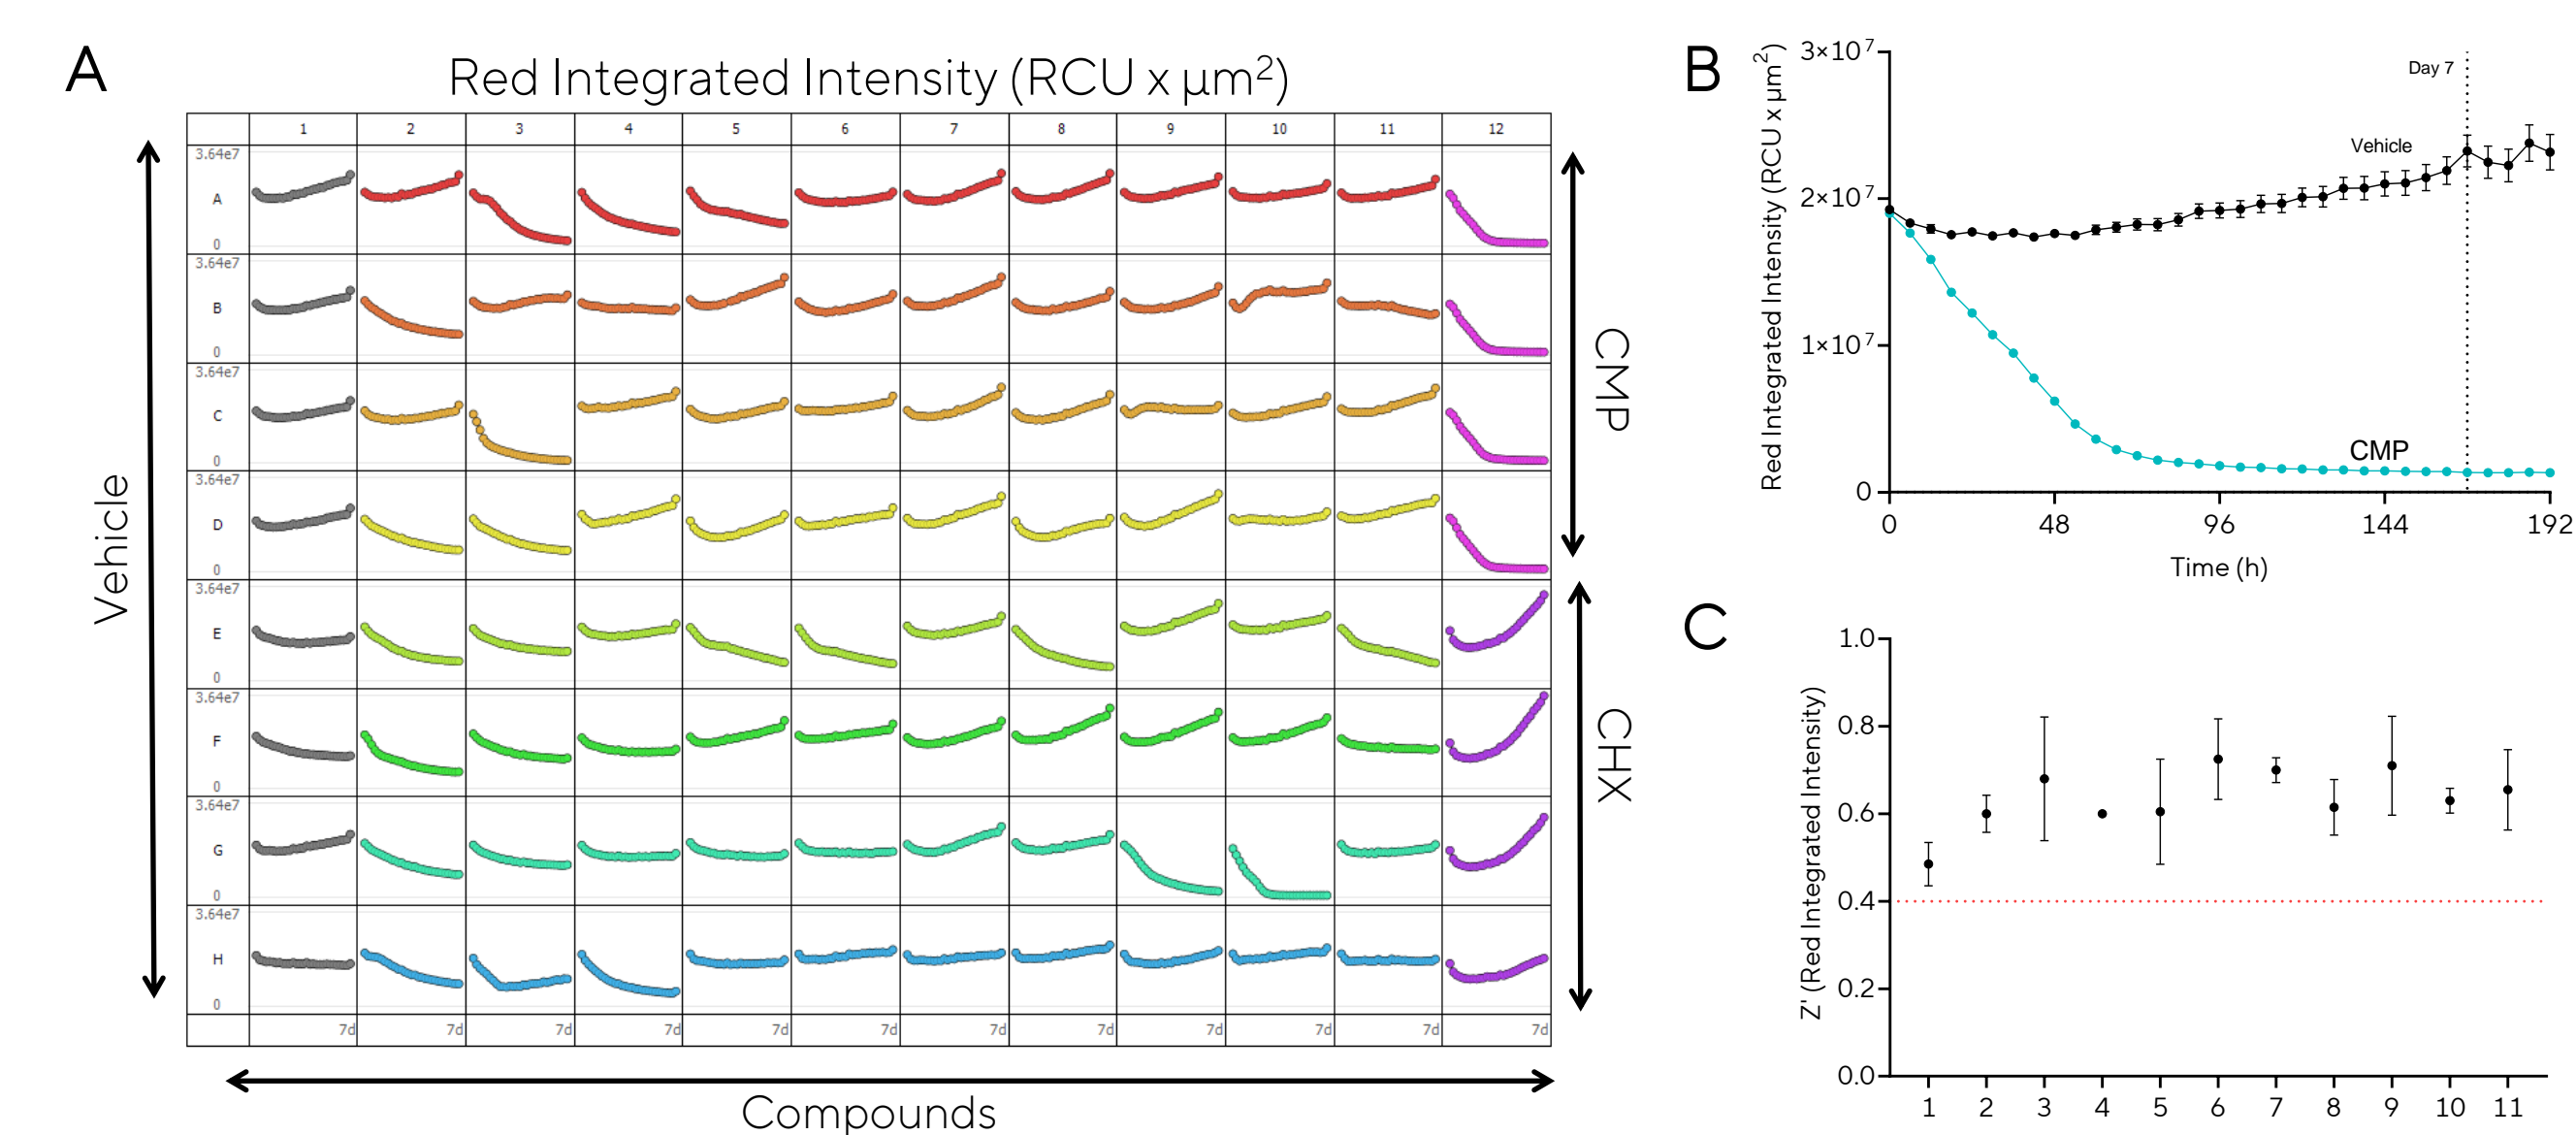 A
Red Integrated Intensity (RCU x µm²)
1 2 3 4 5 6 7 8 9 10 11 12
3.64e7
A
0
3.64e7
B
0
3.64e7
C
0
3.64e7
D
0
3.64e7
E
0
3.64e7
F
0
3.64e7
G
0
3.64e7
H
0
7d 7d 7d 7d 7d 7d 7d 7d 7d 7d 7d 7d
Vehicle
CMP
CHX
Compounds
B
Red Integrated Intensity (RCU x µm²)
3×10⁷
2×10⁷
1×10⁷
0
Day 7
Vehicle
CMP
0 48 96 144 192
Time (h)
C
Z' (Red Integrated Intensity)
1.0
0.8
0.6
0.4
0.2
0.0
1 2 3 4 5 6 7 8 9 10 11